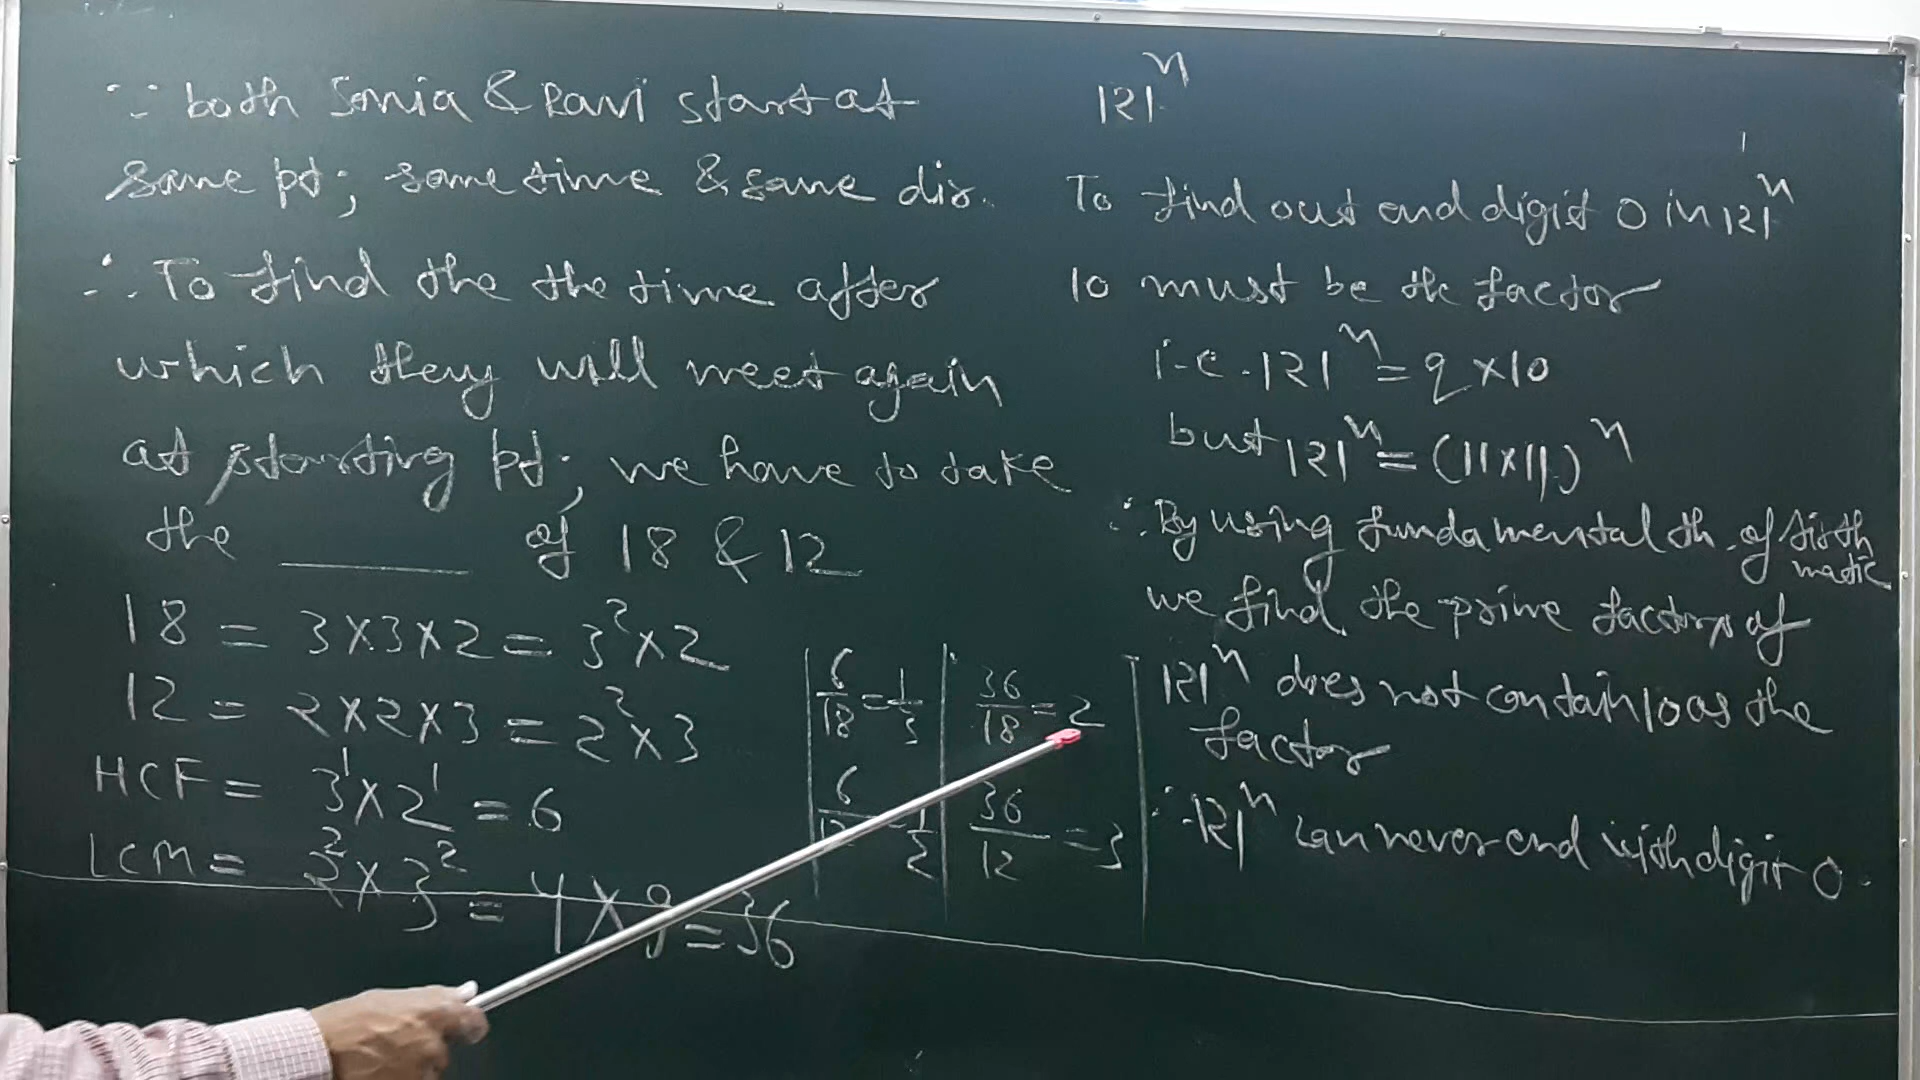 ∵ both Sonia & Ravi start at
same pt; same time & same dir.
∴ To find the the time after
which they will meet again
at starting pt; we have to take
the ______ of 18 & 12
18 = 3×3×2 = 3²×2
12 = 2×2×3 = 2²×3
HCF = 3¹×2¹ = 6
LCM = 2²×3² = 4×9=36
6/18 = 1/3
36/18 = 2
36/12 = 3
121ⁿ
To find out end digit 0 in 121ⁿ
10 must be the factor
i.e. 121ⁿ = q×10
but 121ⁿ = (11×11)ⁿ
∴ By using fundamental th. of
matic
we find the prime factors of
121ⁿ does not contain 10 as the
factor
∴ 121ⁿ can never end with digit 0.